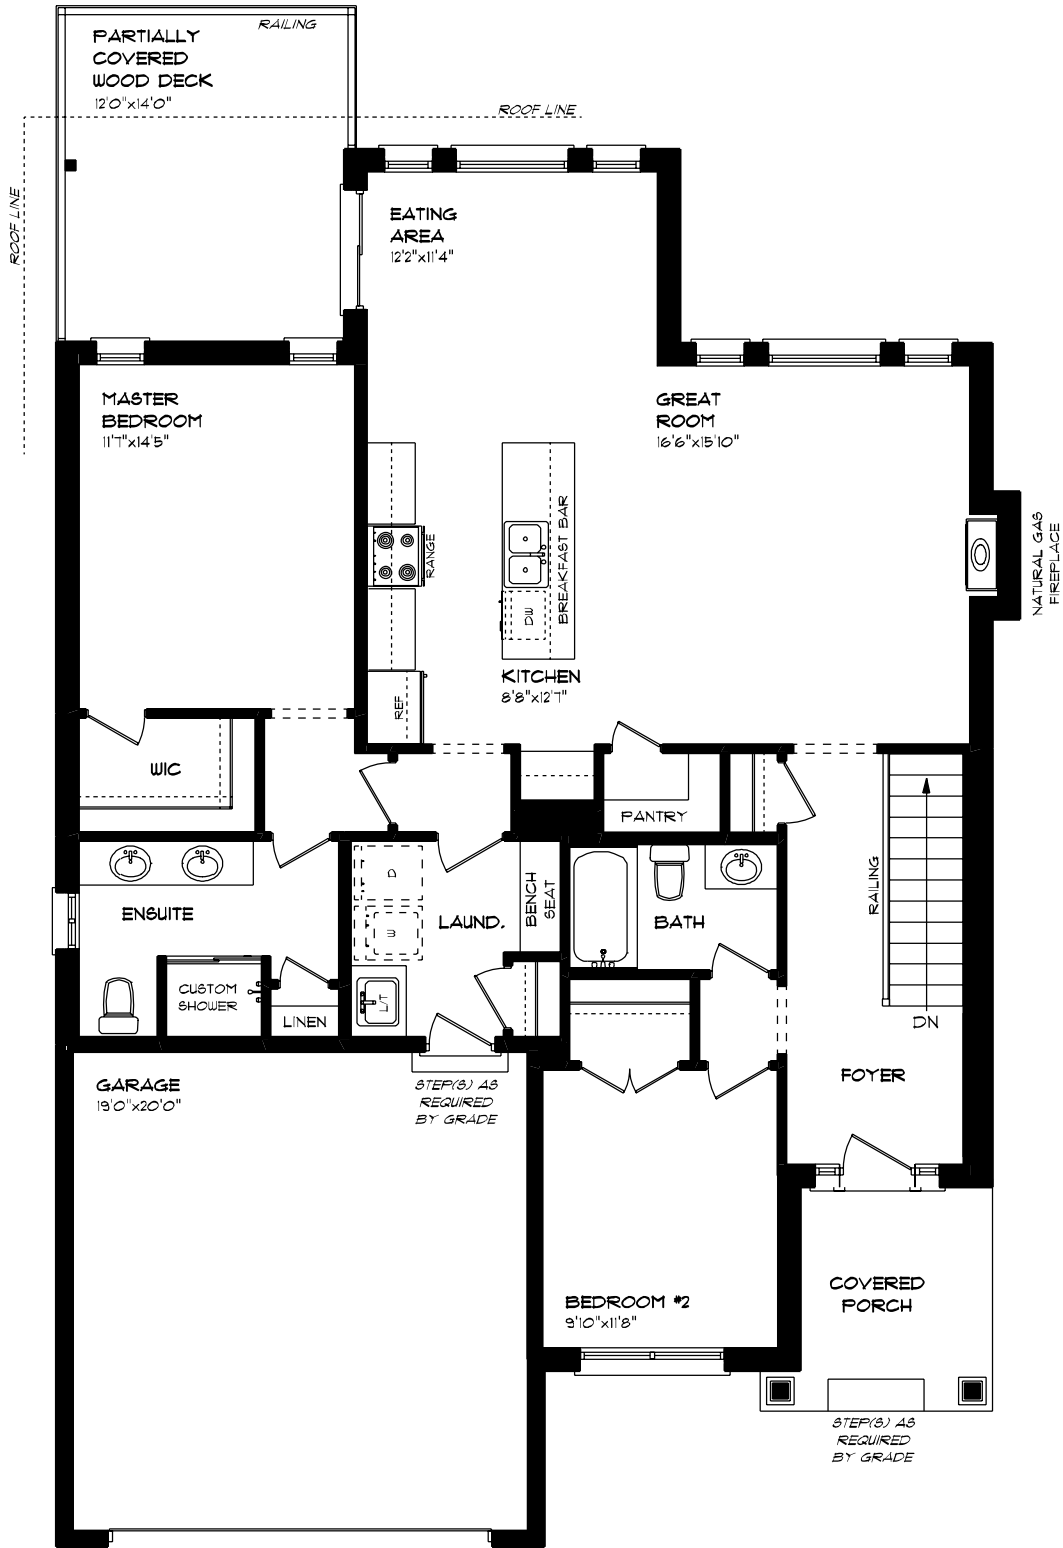 RAILING
PARTIALLY
COVERED
WOOD DECK
12'0"x14'0"
ROOF LINE
ROOF LINE
EATING
AREA
12'2"x11'4"
MASTER
BEDROOM
11'7"x14'5"
GREAT
ROOM
16'6"x15'10"
RANGE
BREAKFAST BAR
DW
NATURAL GAS
FIREPLACE
KITCHEN
8'8"x12'7"
REF
WIC
PANTRY
D
W
BENCH
SEAT
ENSUITE
LAUND.
BATH
RAILING
CUSTOM
SHOWER
L/T
LINEN
DN
GARAGE
19'0"x20'0"
STEP(S) AS
REQUIRED
BY GRADE
FOYER
BEDROOM #2
9'10"x11'8"
COVERED
PORCH
STEP(S) AS
REQUIRED
BY GRADE